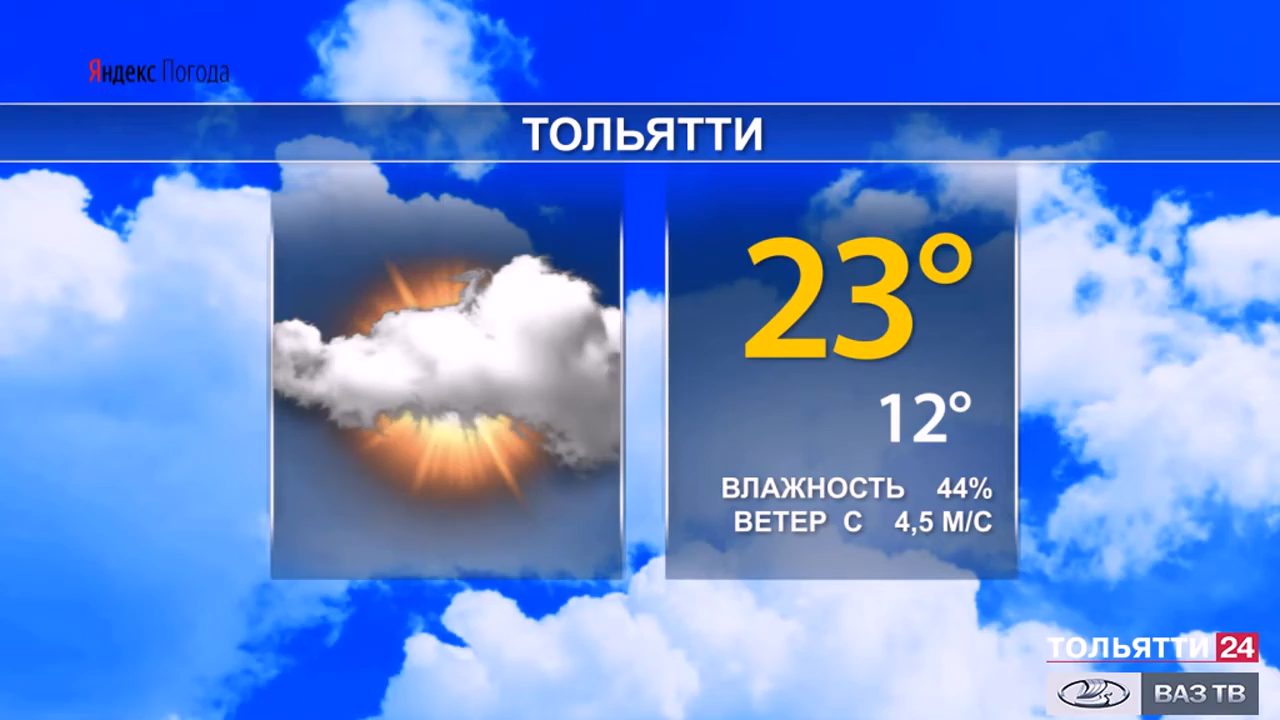 Яндекс Погода
ТОЛЬЯТТИ
23°
12°
ВЛАЖНОСТЬ 44%
ВЕТЕР С 4,5 М/С
ТОЛЬЯТТИ 24
ВАЗ ТВ